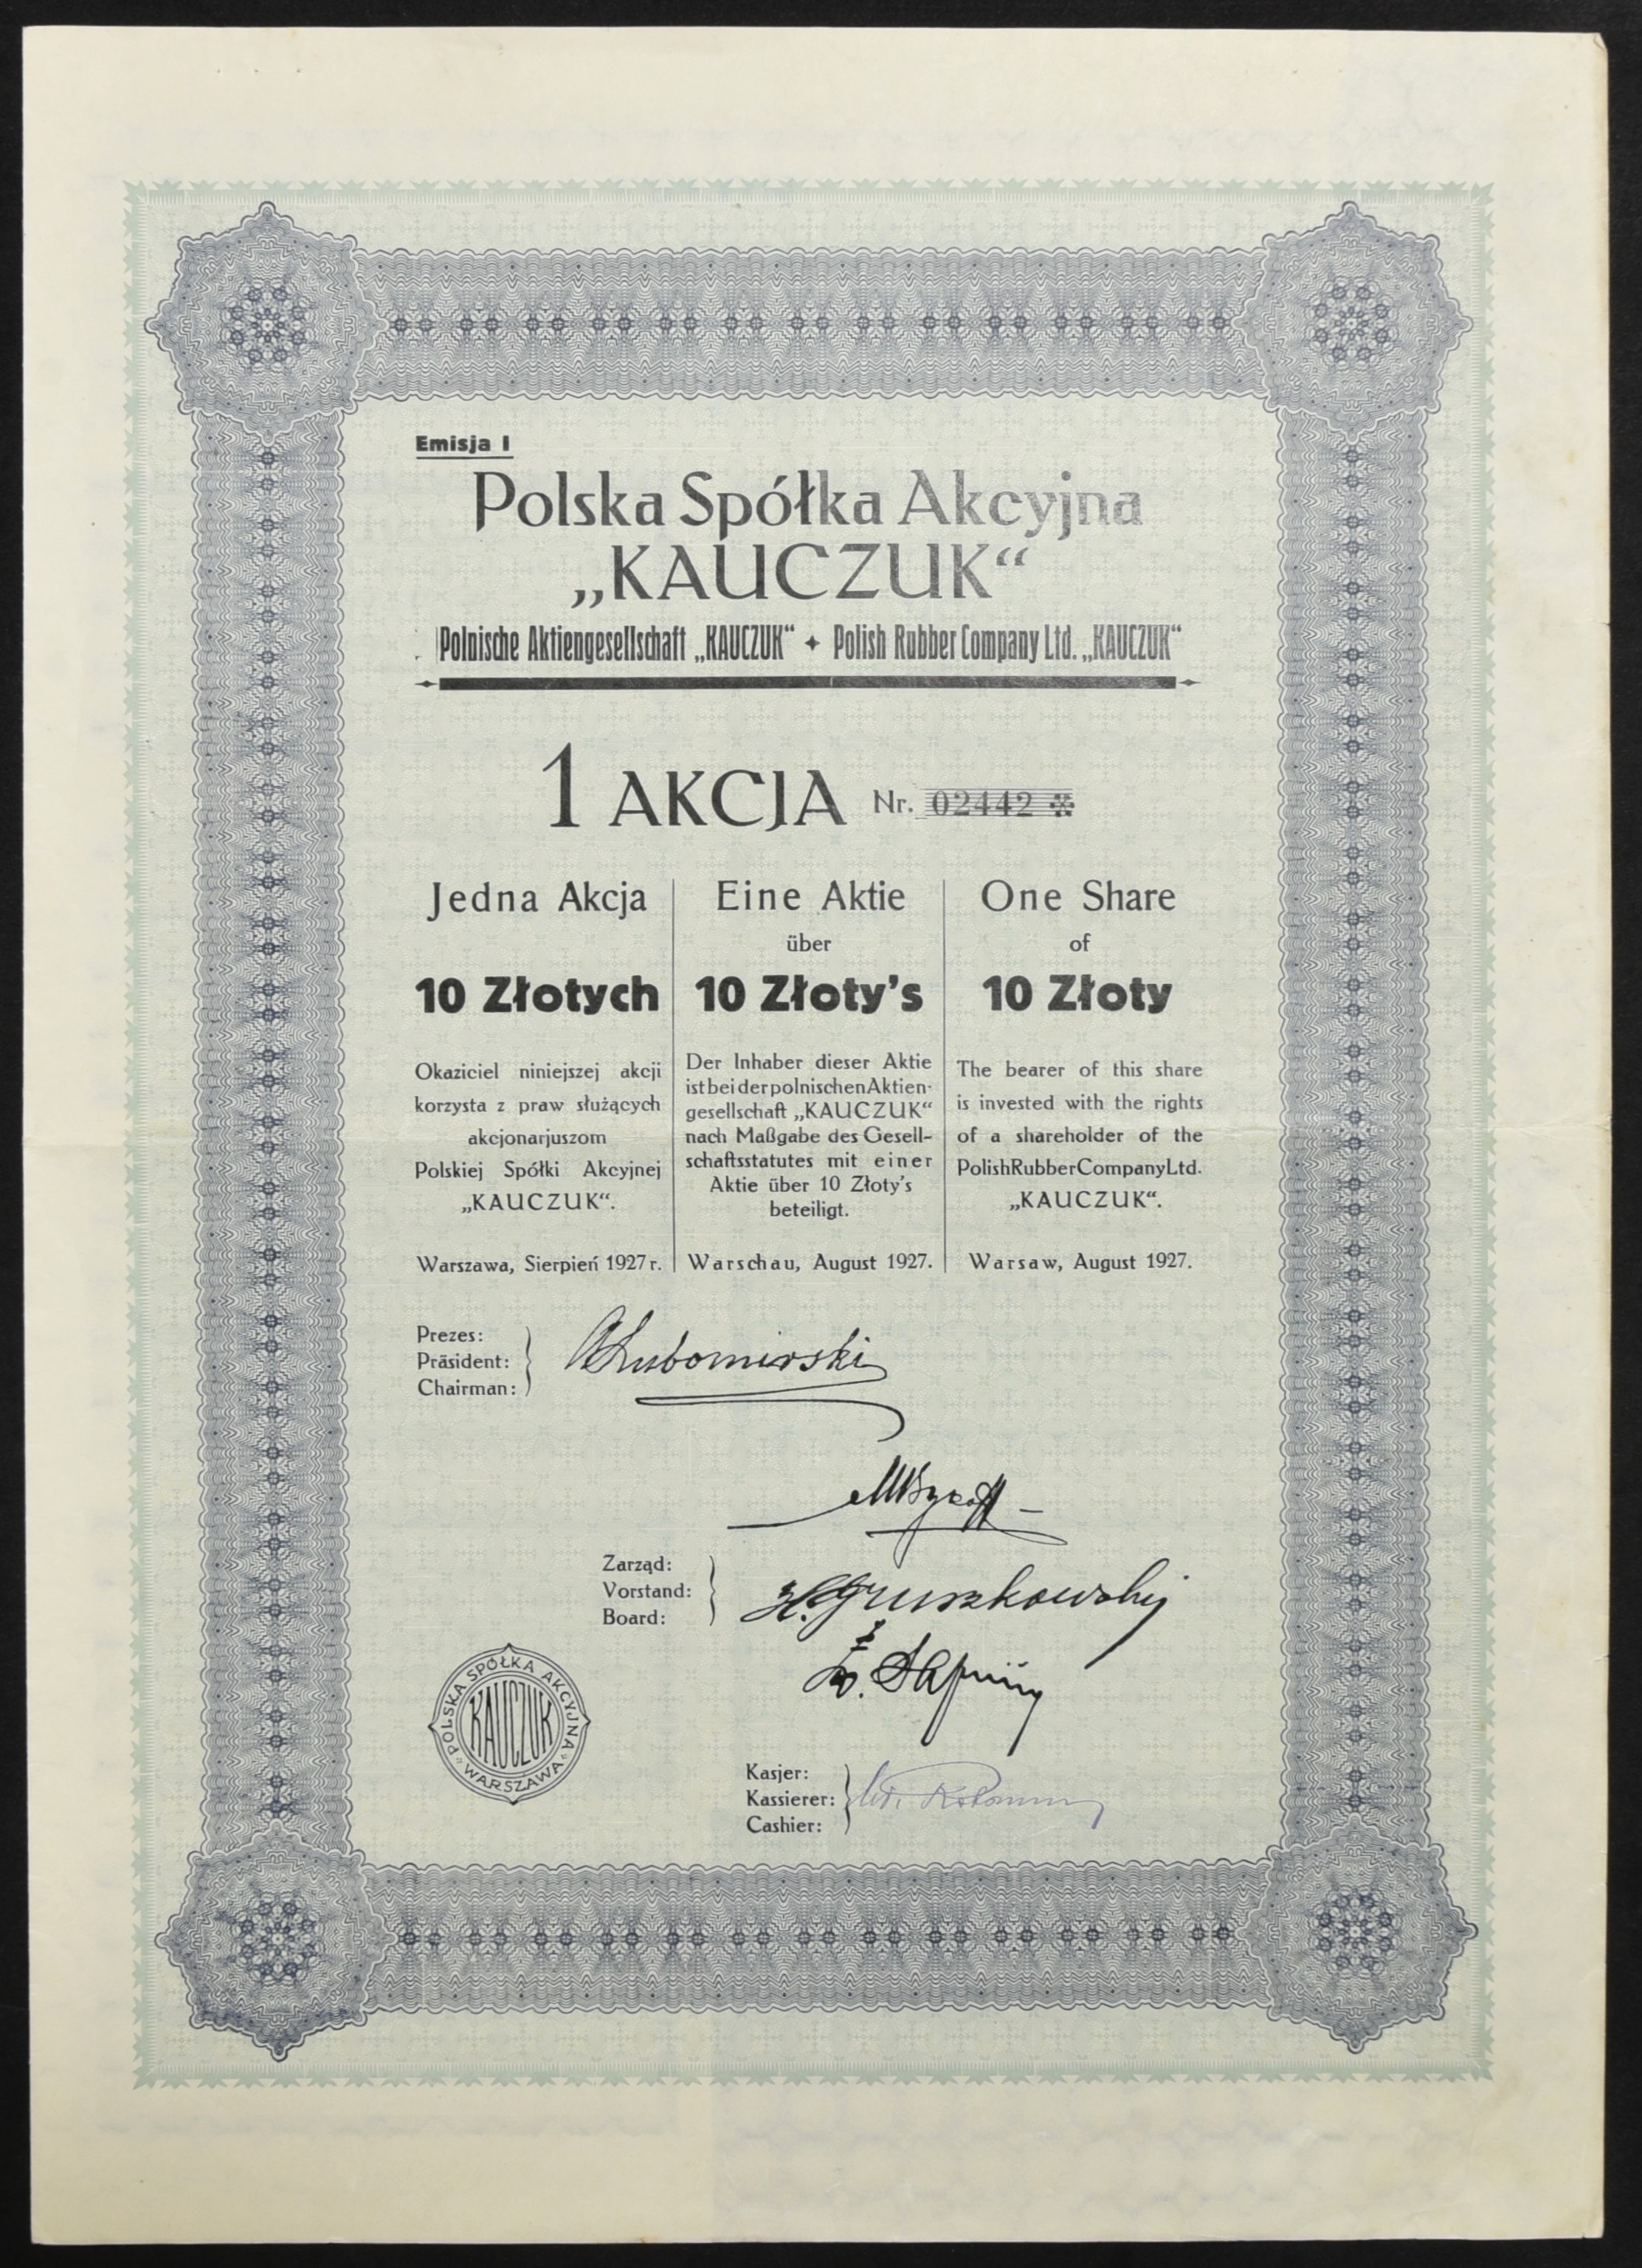 Emisja I
Polska Spółka Akcyjna
„KAUCZUK“
Polnische Aktiengesellschaft „KAUCZUK“ ✦ Polish Rubber Company Ltd. „KAUCZUK“
1 AKCJA Nr. 02442
Jedna Akcja
10 Złotych
Okaziciel niniejszej akcji
korzysta z praw służących
akcjonarjuszom
Polskiej Spółki Akcyjnej
„KAUCZUK“.
Warszawa, Sierpień 1927 r.
Eine Aktie
über
10 Złoty's
Der Inhaber dieser Aktie
ist bei der polnischen Aktien-
gesellschaft „KAUCZUK“
nach Maßgabe des Gesell-
schaftsstatutes mit einer
Aktie über 10 Złoty's
beteiligt.
Warschau, August 1927.
One Share
of
10 Złoty
The bearer of this share
is invested with the rights
of a shareholder of the
Polish Rubber Company Ltd.
„KAUCZUK“.
Warsaw, August 1927.
Prezes:
Präsident:
Chairman:
Lubomirski
Zarząd:
Vorstand:
Board:
Gruszkowski
POLSKA SPÓŁKA AKCYJNA
KAUCZUK
WARSZAWA
Kasjer:
Kassierer:
Cashier: